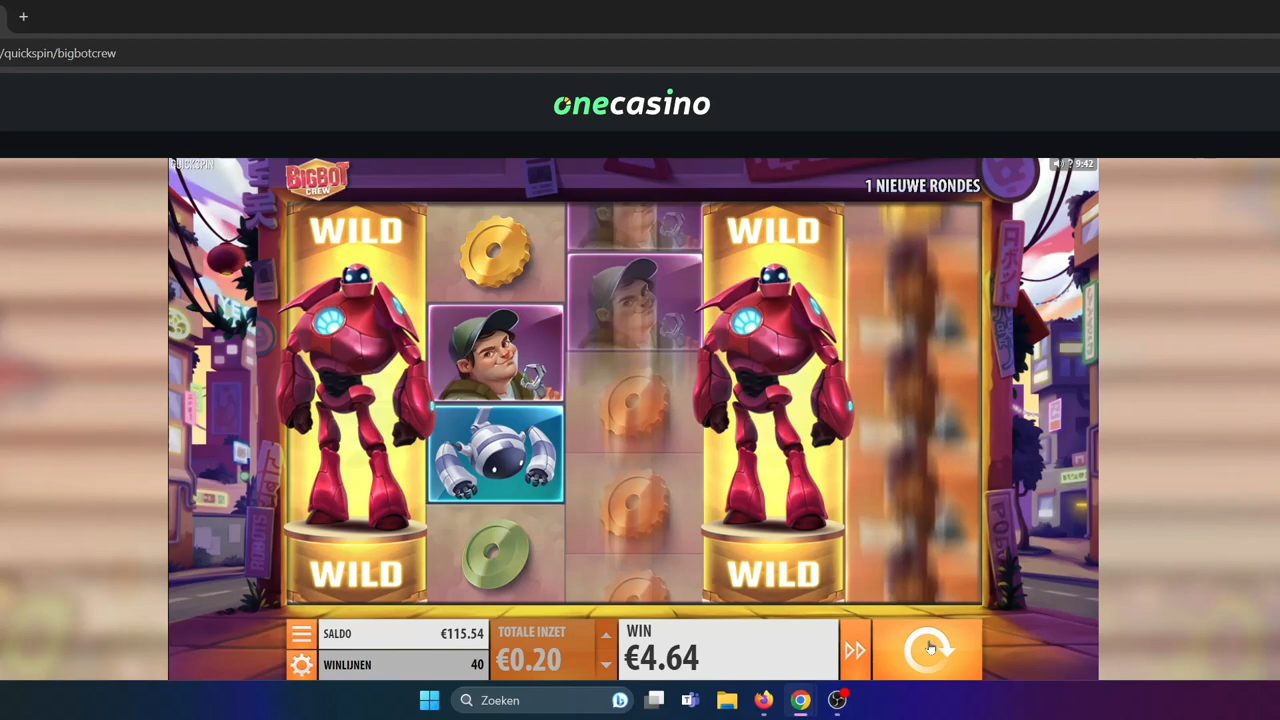 /quickspin/bigbotcrew
onecasino
QUICKSPIN
BIGBOT
CREW
? 9:42
1 NIEUWE RONDES
WILD
WILD
WILD
WILD
ROBOTS
SALDO €115.54
WINLIJNEN 40
TOTALE INZET
€0.20
WIN
€4.64
Zoeken